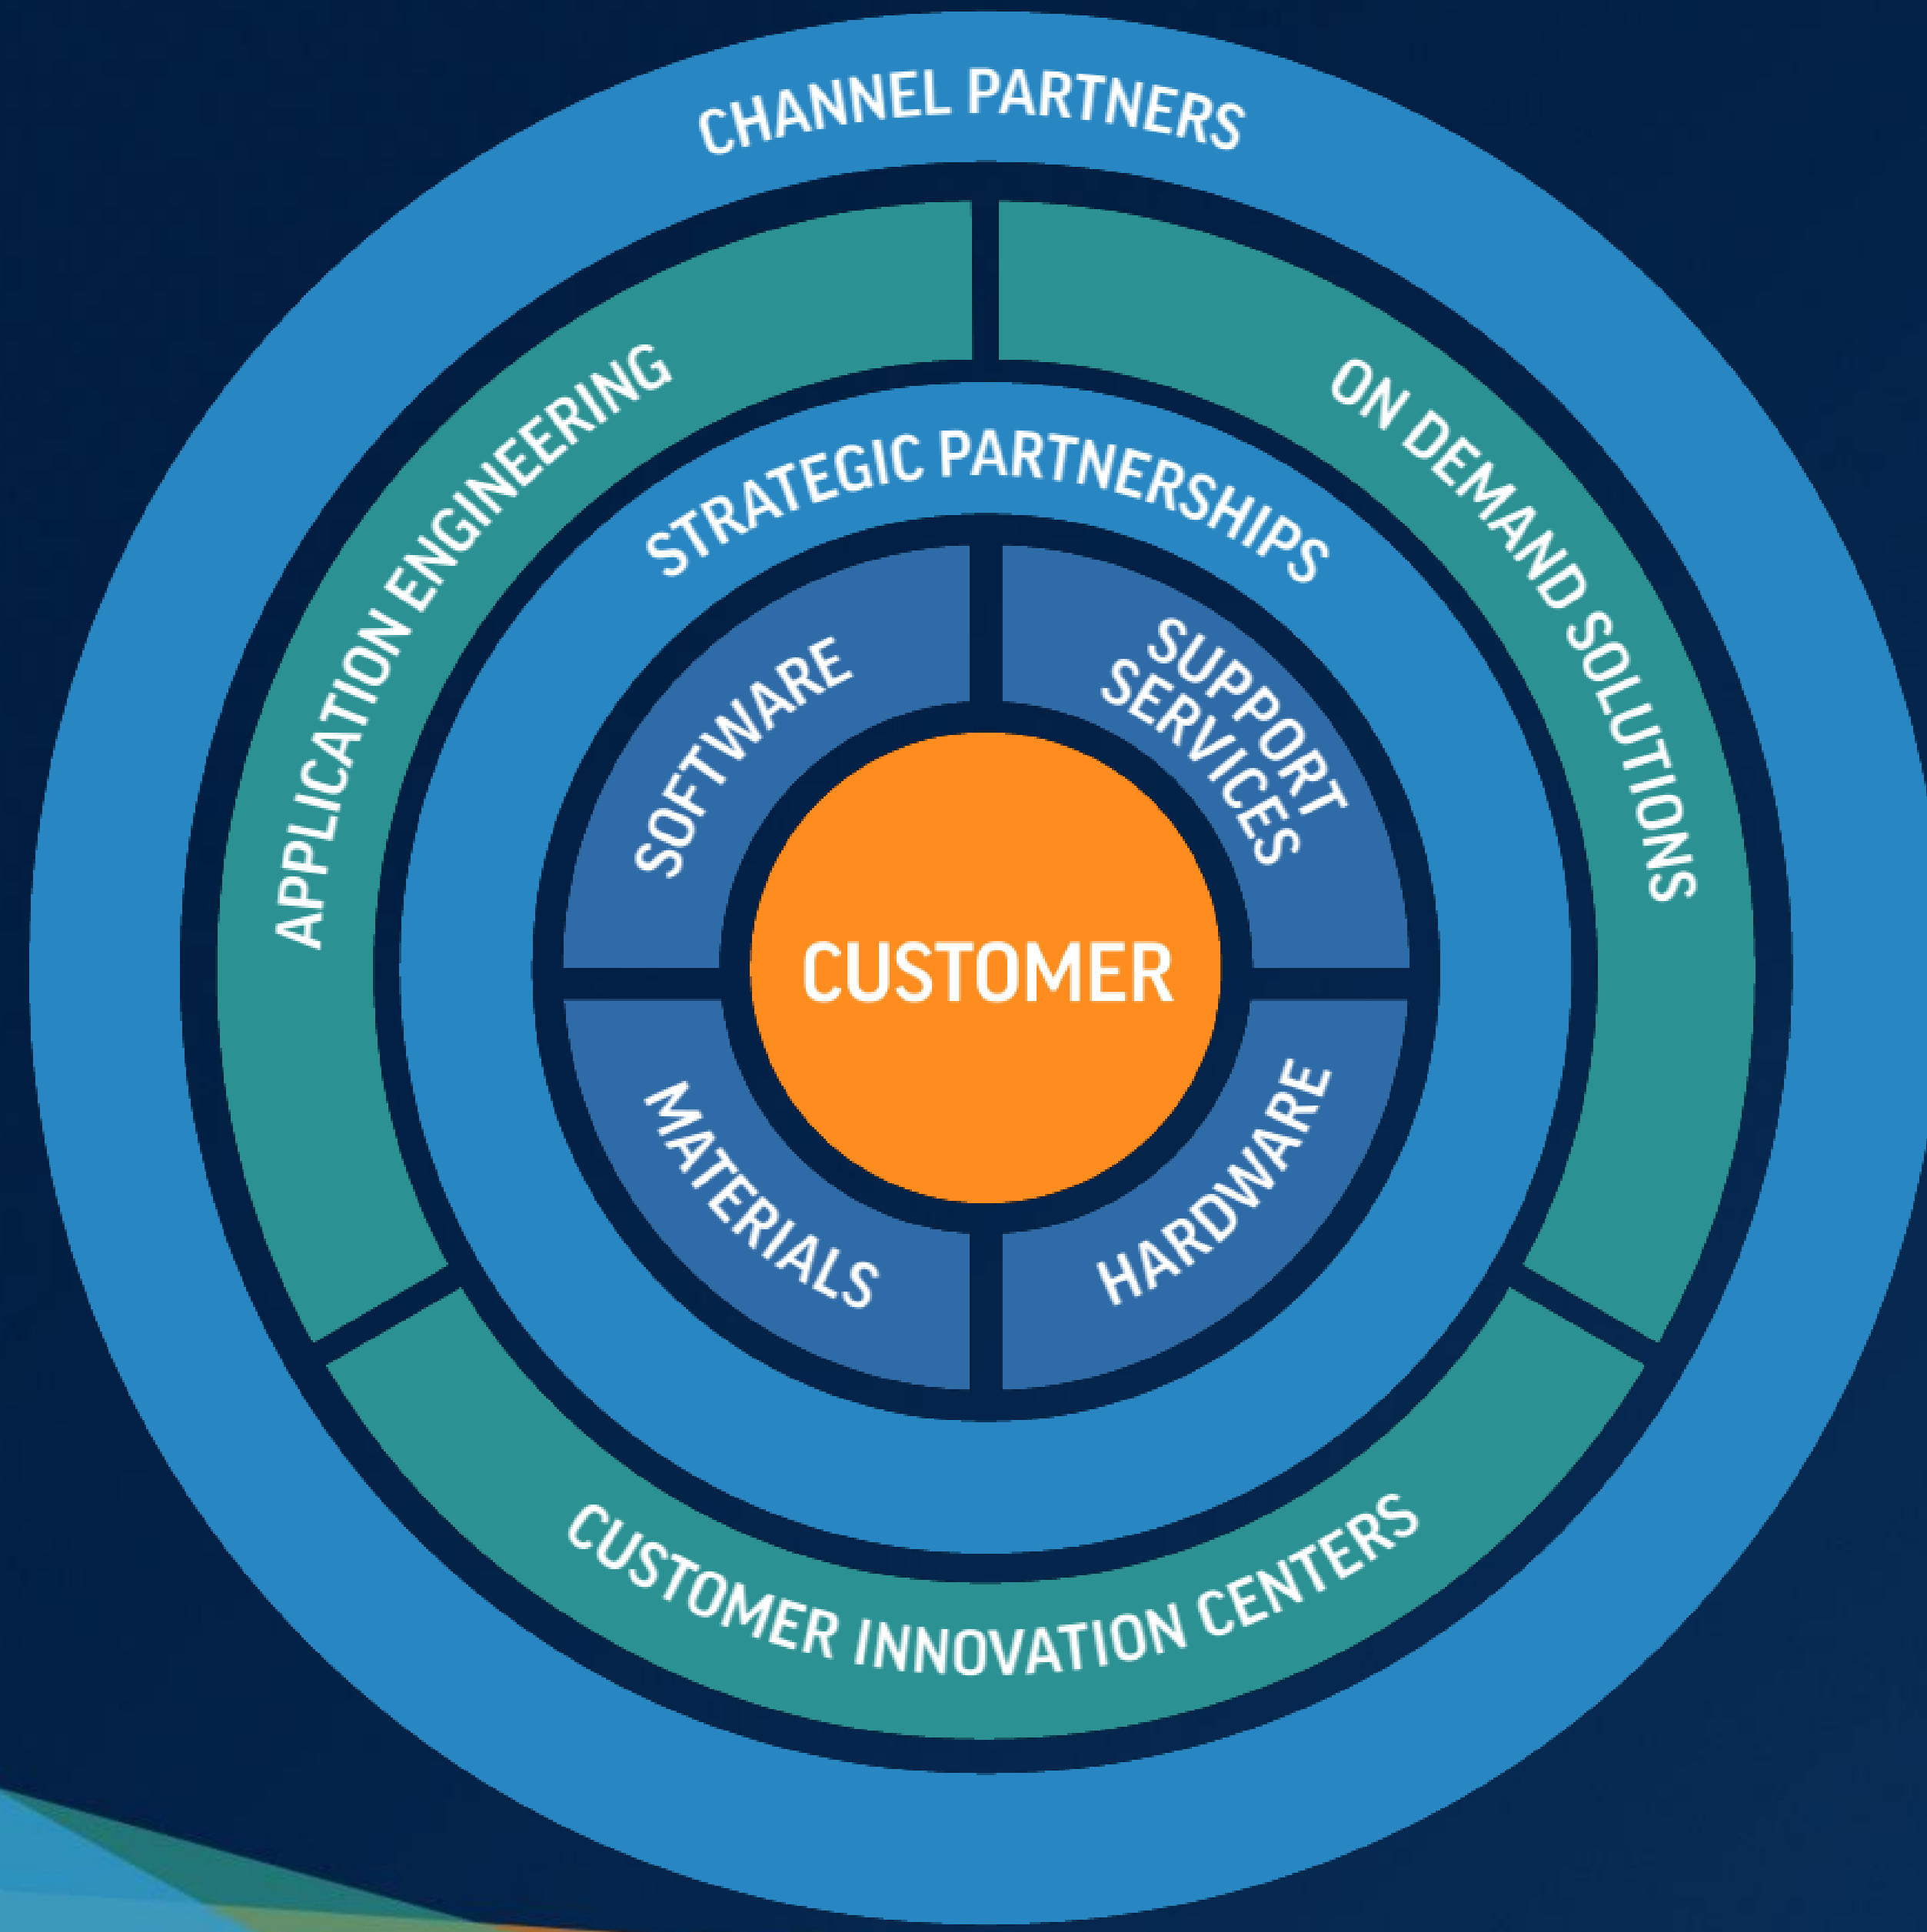 CHANNEL PARTNERS
APPLICATION ENGINEERING
ON DEMAND SOLUTIONS
STRATEGIC PARTNERSHIPS
SOFTWARE
SUPPORT
SERVICES
CUSTOMER
MATERIALS
HARDWARE
CUSTOMER INNOVATION CENTERS